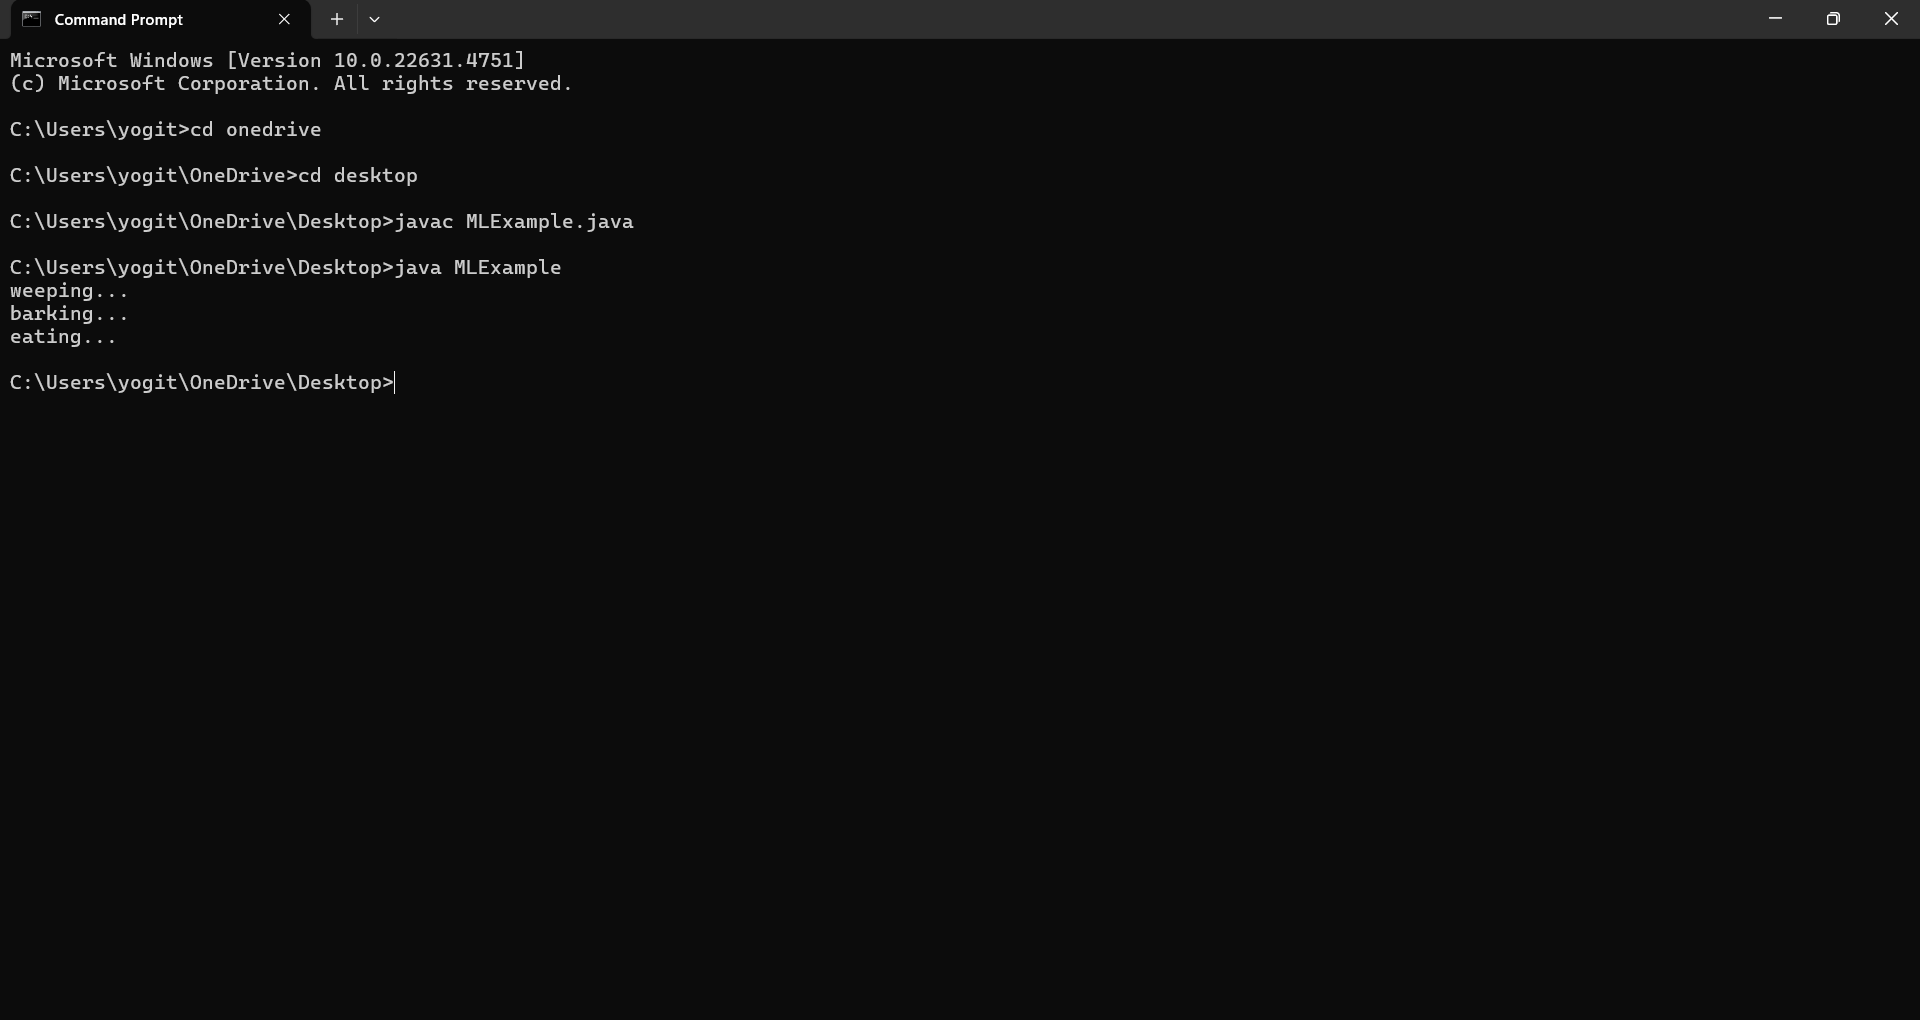 Command Prompt
Microsoft Windows [Version 10.0.22631.4751]
(c) Microsoft Corporation. All rights reserved.
C:\Users\yogit>cd onedrive
C:\Users\yogit\OneDrive>cd desktop
C:\Users\yogit\OneDrive\Desktop>javac MLExample.java
C:\Users\yogit\OneDrive\Desktop>java MLExample
weeping...
barking...
eating...
C:\Users\yogit\OneDrive\Desktop>